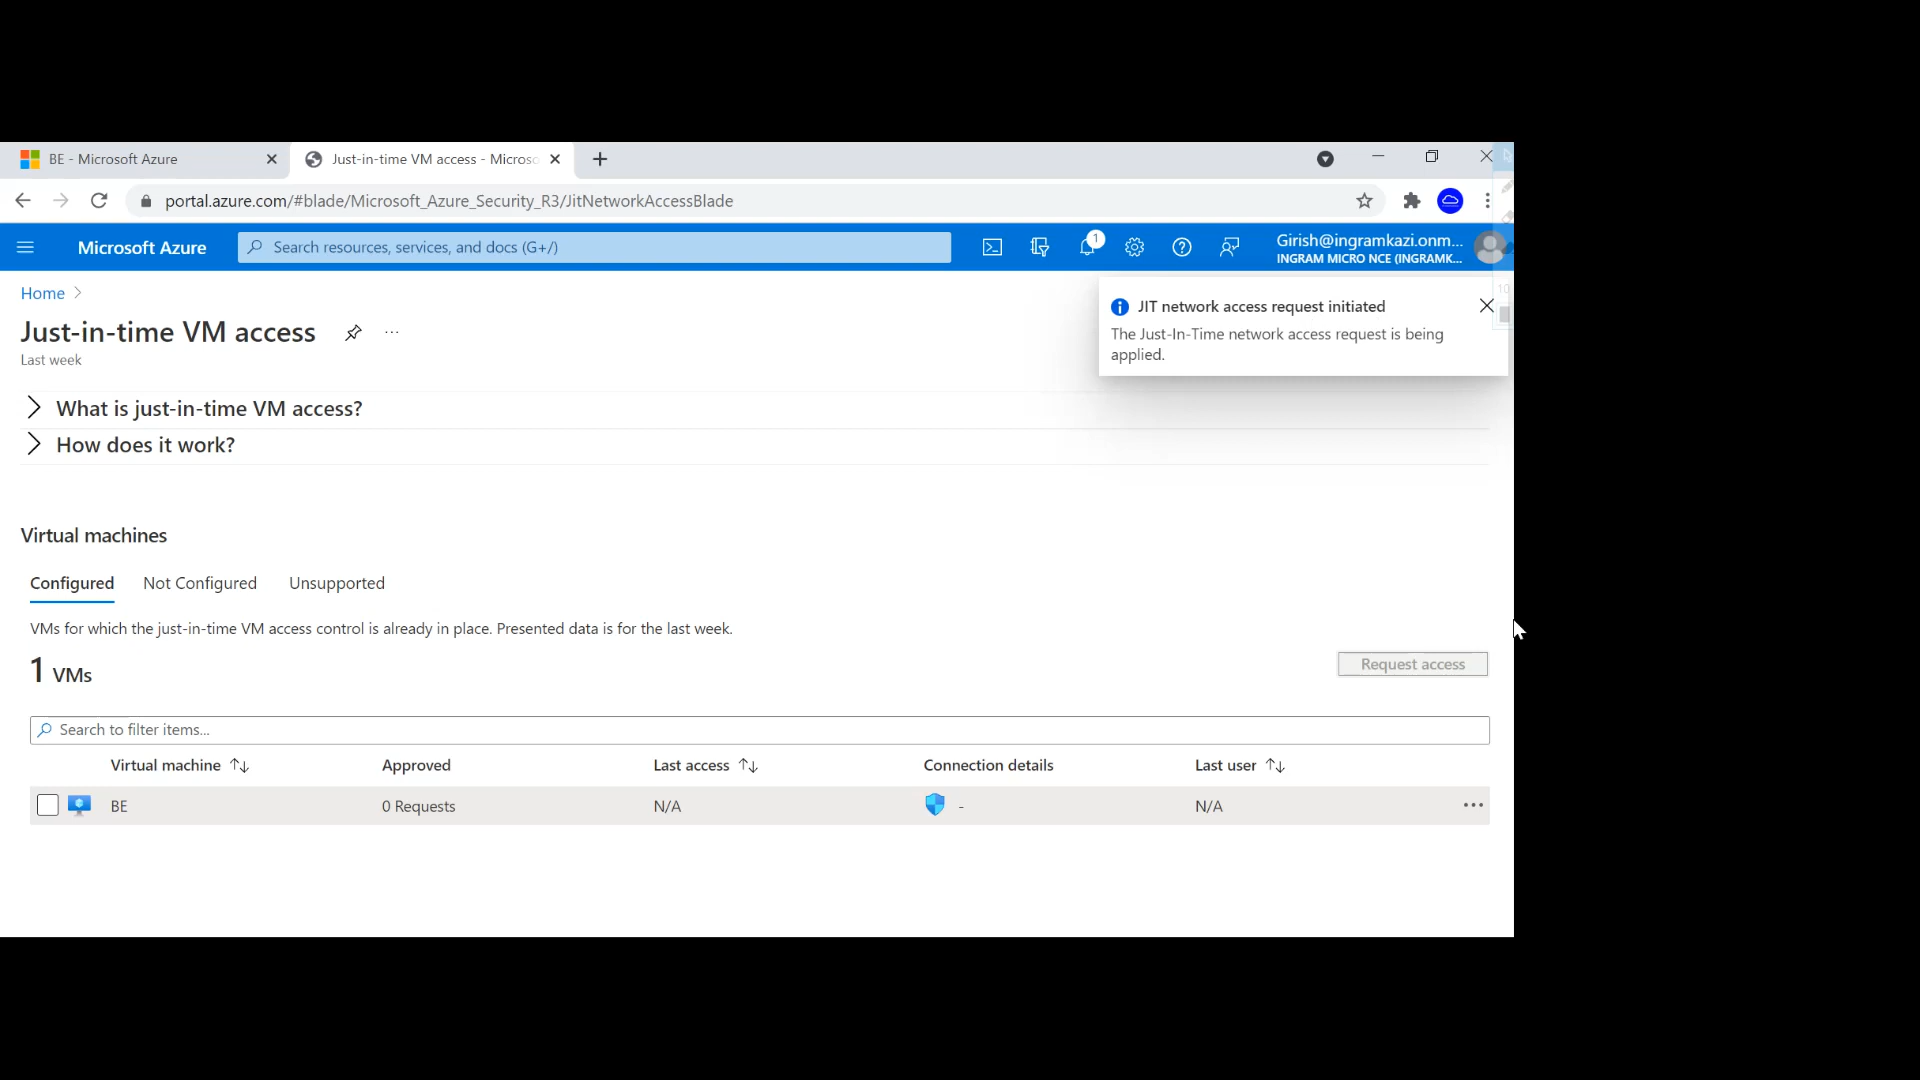 BE - Microsoft Azure
Just-in-time VM access - Microso
portal.azure.com/#blade/Microsoft_Azure_Security_R3/JitNetworkAccessBlade
Microsoft Azure
Search resources, services, and docs (G+/)
1
Girish@ingramkazi.onm...
INGRAM MICRO NCE (INGRAMK...
Home
JIT network access request initiated
The Just-In-Time network access request is being
applied.
10
Just-in-time VM access
...
Last week
What is just-in-time VM access?
How does it work?
Virtual machines
Configured Not Configured Unsupported
VMs for which the just-in-time VM access control is already in place. Presented data is for the last week.
1 VMs
Request access
Search to filter items...
Virtual machine Approved Last access Connection details Last user
BE 0 Requests N/A - N/A ...